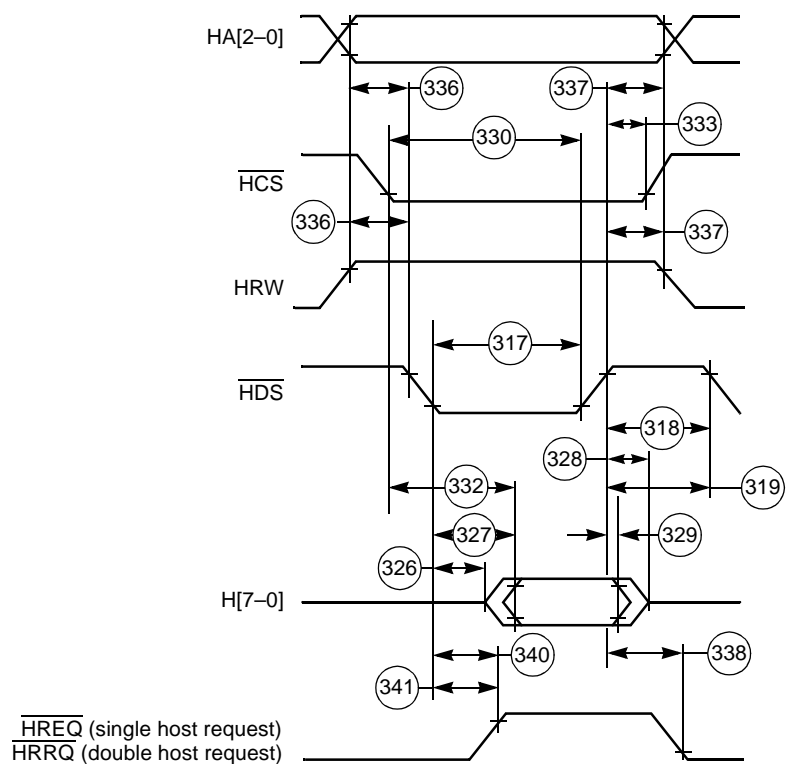 HA[2–0]
336
337
333
330
HCS
336
337
HRW
317
HDS
318
328
332
319
327
329
326
H[7–0]
340
338
341
HREQ (single host request)
HRRQ (double host request)